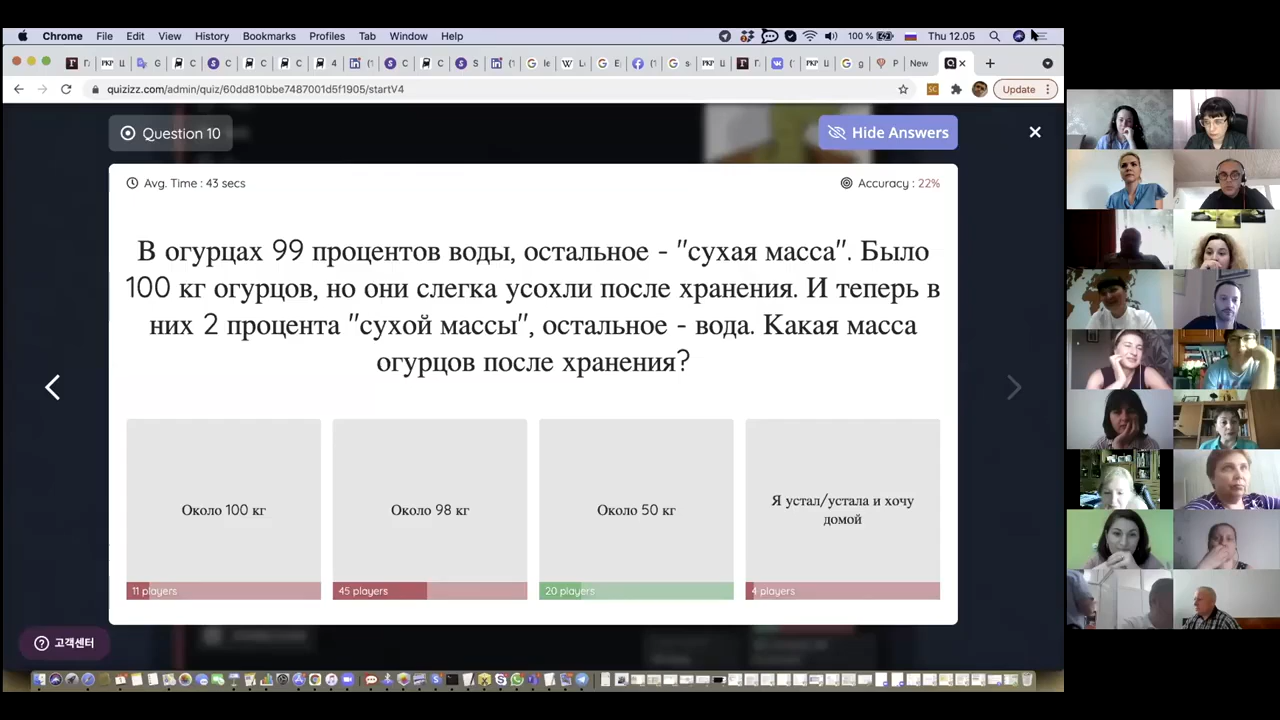 Chrome File Edit View History Bookmarks Profiles Tab Window Help 100 % Thu 12.05
New
quizizz.com/admin/quiz/60dd810bbe7487001d5f1905/startV4 Update
Question 10 Hide Answers
Avg. Time : 43 secs Accuracy : 22%
В огурцах 99 процентов воды, остальное - "сухая масса". Было
100 кг огурцов, но они слегка усохли после хранения. И теперь в
них 2 процента "сухой массы", остальное - вода. Какая масса
огурцов после хранения?
Около 100 кг
Около 98 кг
Около 50 кг
Я устал/устала и хочу
домой
11 players 45 players 20 players 4 players
고객센터